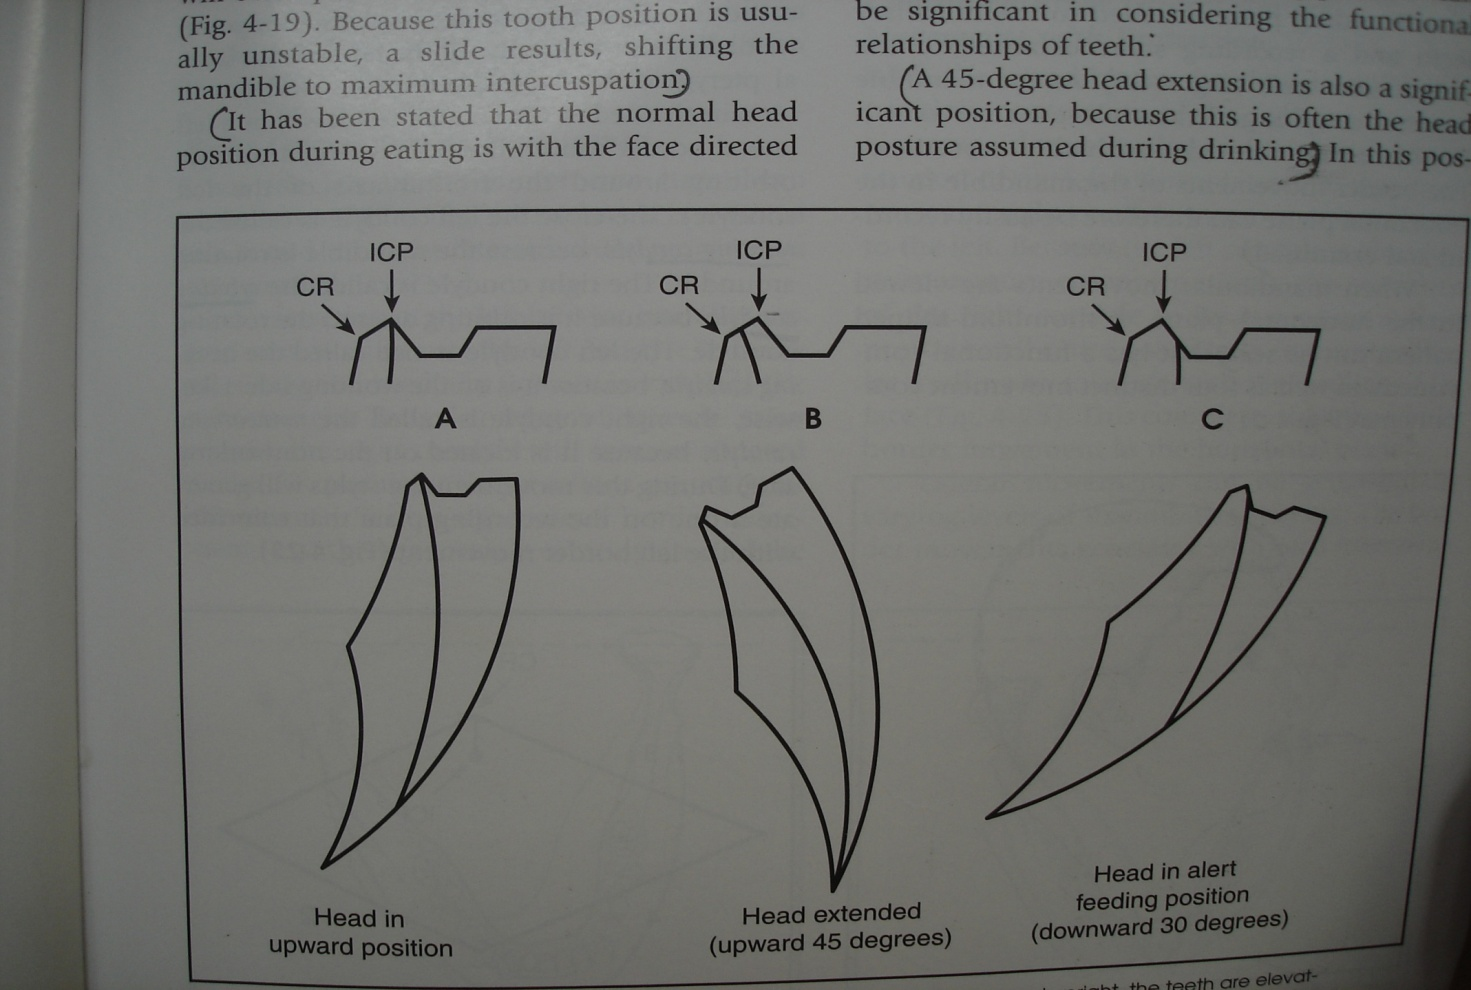 (Fig. 4-19). Because this tooth position is usu-
ally unstable, a slide results, shifting the
mandible to maximum intercuspation.)
(It has been stated that the normal head
position during eating is with the face directed
be significant in considering the functiona
relationships of teeth.
(A 45-degree head extension is also a signif-
icant position, because this is often the head
posture assumed during drinking.) In this pos-
ICP
CR
A
ICP
CR
B
ICP
CR
C
Head in
upward position
Head extended
(upward 45 degrees)
Head in alert
feeding position
(downward 30 degrees)
the teeth are elevat-